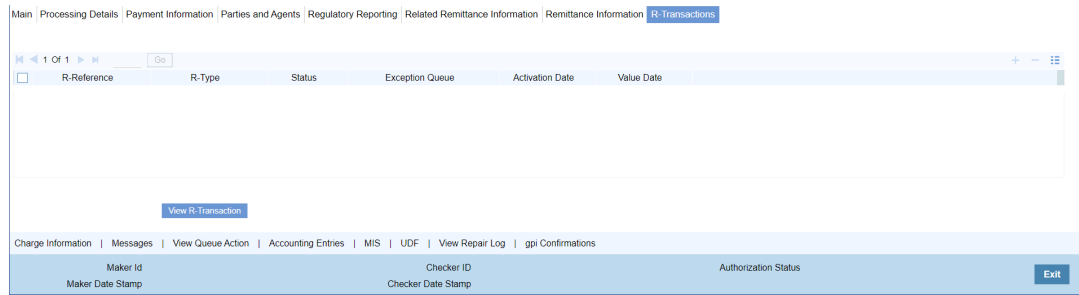 Main | Processing Details | Payment Information | Parties and Agents | Regulatory Reporting | Related Remittance Information | Remittance Information | R-Transactions
1 Of 1 Go
R-Reference R-Type Status Exception Queue Activation Date Value Date
View R-Transaction
Charge Information | Messages | View Queue Action | Accounting Entries | MIS | UDF | View Repair Log | gpi Confirmations
Maker Id Checker ID Authorization Status
Maker Date Stamp Checker Date Stamp
Exit